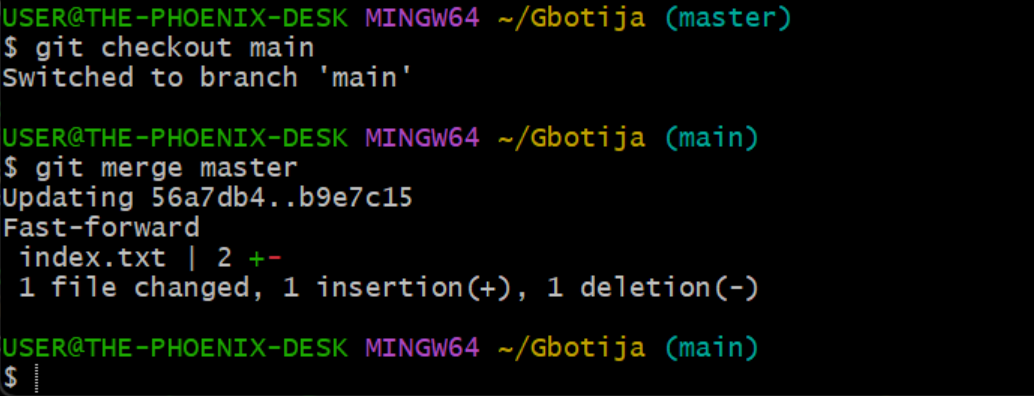 USER@THE-PHOENIX-DESK MINGW64 ~/Gbotija (master)
$ git checkout main
Switched to branch 'main'
USER@THE-PHOENIX-DESK MINGW64 ~/Gbotija (main)
$ git merge master
Updating 56a7db4..b9e7c15
Fast-forward
 index.txt | 2 +-
 1 file changed, 1 insertion(+), 1 deletion(-)
USER@THE-PHOENIX-DESK MINGW64 ~/Gbotija (main)
$